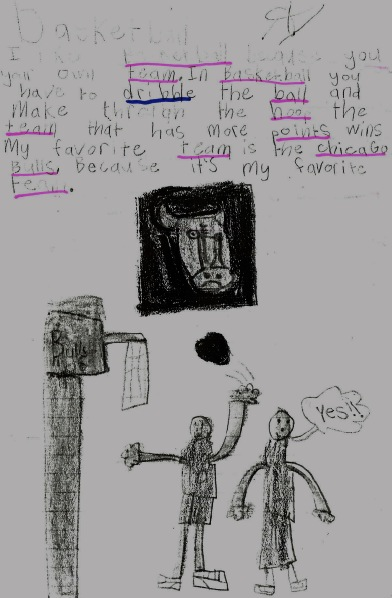 Basketball
I like basketball because you
your own team. In Basketball you
have to dribble the ball and
make through the hoop the
team that has more points wins
My favorite team is the chicago
Bulls, because it's my favorite
team.
Bulls
yes!!